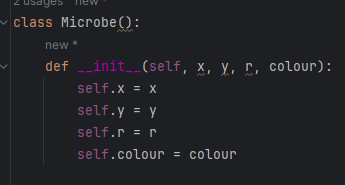 2 usages new *
class Microbe():
new *
def __init__(self, x, y, r, colour):
self.x = x
self.y = y
self.r = r
self.colour = colour